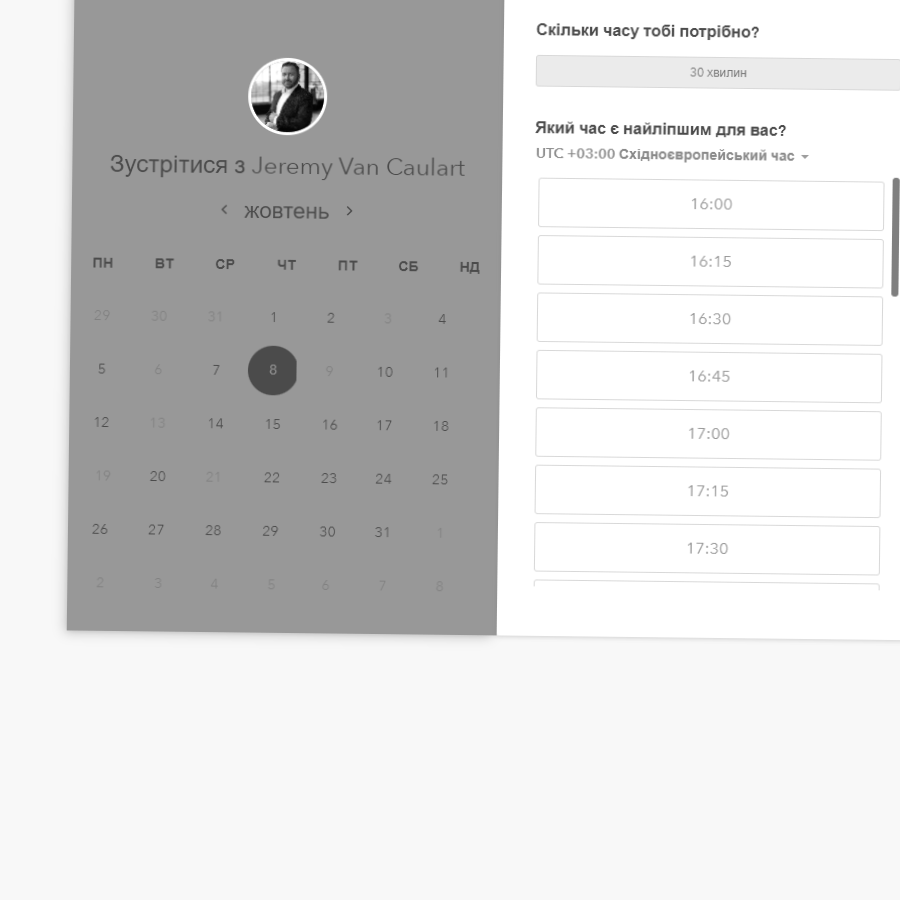 Зустрітися з Jeremy Van Caulart
жовтень
ПН ВТ СР ЧТ ПТ СБ НД
29 30 31 1 2 3 4
5 6 7 8 9 10 11
12 13 14 15 16 17 18
19 20 21 22 23 24 25
26 27 28 29 30 31 1
2 3 4 5 6 7 8
Скільки часу тобі потрібно?
30 хвилин
Який час є найліпшим для вас?
UTC +03:00 Східноєвропейський час
16:00
16:15
16:30
16:45
17:00
17:15
17:30